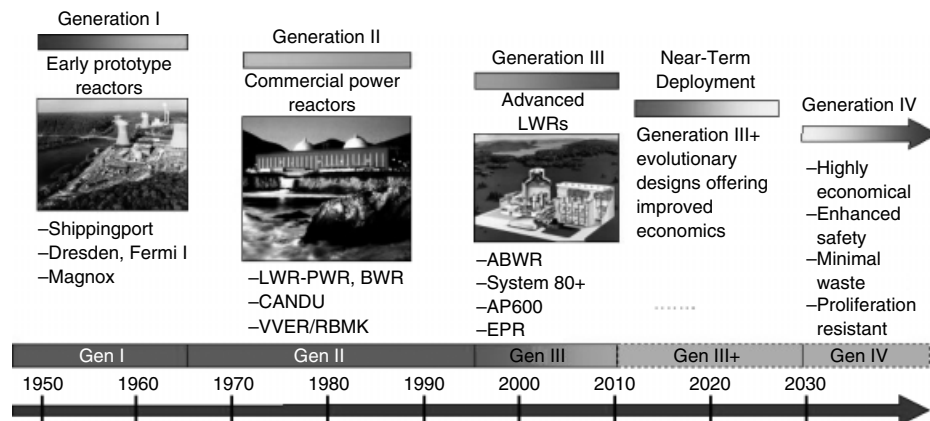 Generation I
Early prototype
reactors
–Shippingport
–Dresden, Fermi I
–Magnox
Generation II
Commercial power
reactors
–LWR-PWR, BWR
–CANDU
–VVER/RBMK
Generation III
Advanced
LWRs
–ABWR
–System 80+
–AP600
–EPR
Near-Term
Deployment
Generation III+
evolutionary
designs offering
improved
economics
Generation IV
–Highly
economical
–Enhanced
safety
–Minimal
waste
–Proliferation
resistant
Gen I Gen II Gen III Gen III+ Gen IV
1950 1960 1970 1980 1990 2000 2010 2020 2030